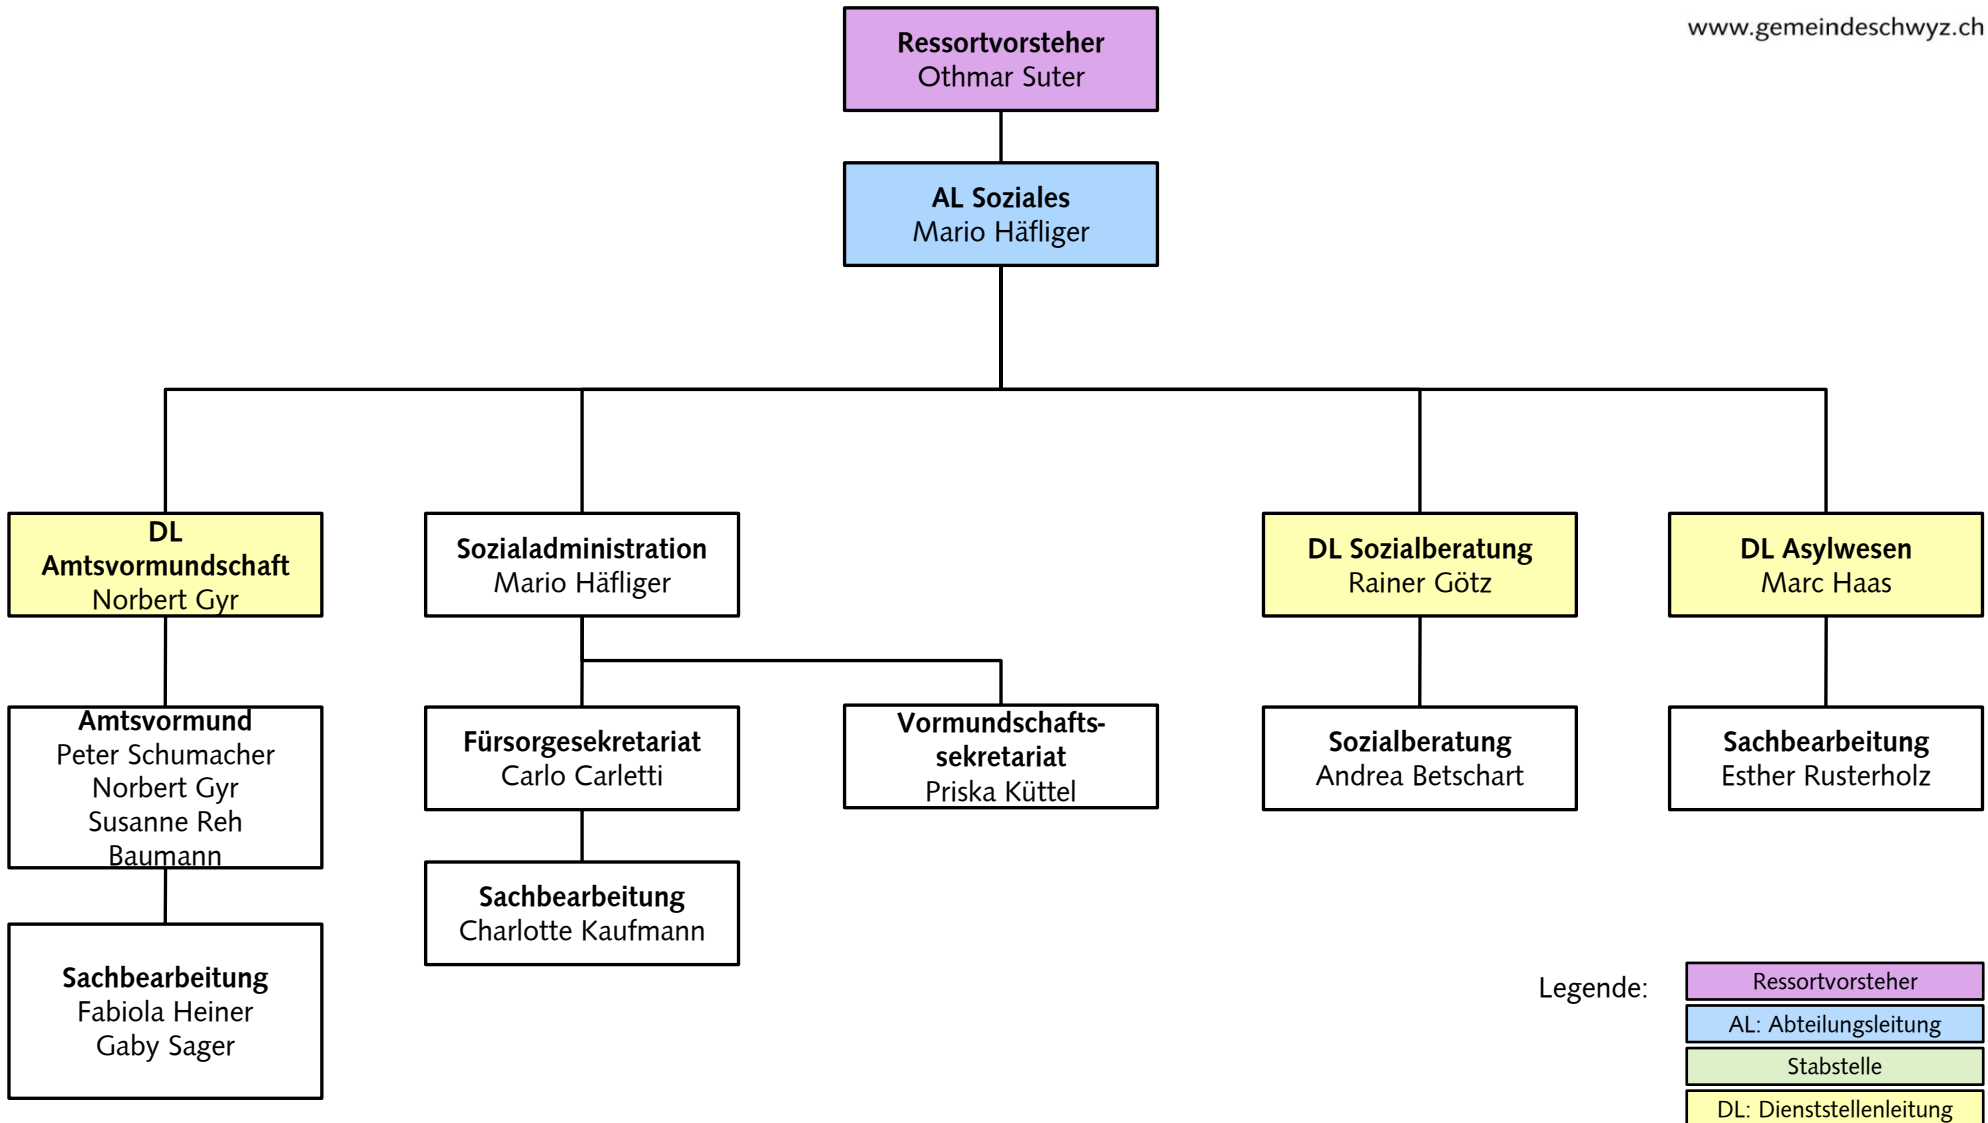 www.gemeindeschwyz.ch
Ressortvorsteher
Othmar Suter
AL Soziales
Mario Häfliger
DL
Amtsvormundschaft
Norbert Gyr
Sozialadministration
Mario Häfliger
DL Sozialberatung
Rainer Götz
DL Asylwesen
Marc Haas
Amtsvormund
Peter Schumacher
Norbert Gyr
Susanne Reh
Baumann
Fürsorgesekretariat
Carlo Carletti
Vormundschafts-
sekretariat
Priska Küttel
Sozialberatung
Andrea Betschart
Sachbearbeitung
Esther Rusterholz
Sachbearbeitung
Charlotte Kaufmann
Sachbearbeitung
Fabiola Heiner
Gaby Sager
Legende:
Ressortvorsteher
AL: Abteilungsleitung
Stabstelle
DL: Dienststellenleitung